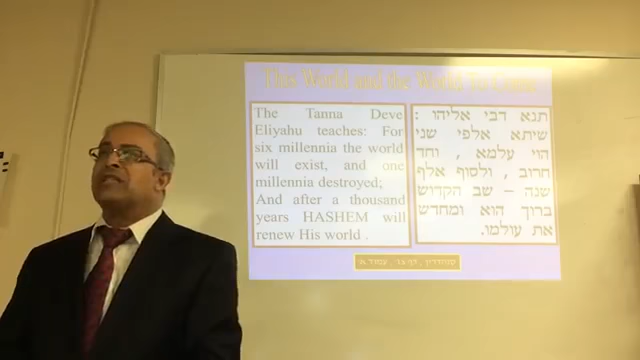 This World and the World To Come
The Tanna Deve
Eliyahu teaches: For
six millennia the world
will exist, and one
millennia destroyed;
And after a thousand
years HASHEM will
renew His world .
תנא דבי אליהו :
שיתא אלפי שני
הוי עלמא , וחד
חרוב , ולסוף אלף
שנה – שב הקדוש
ברוך הוא ומחדש
את עולמו.
סנהדרין , דף